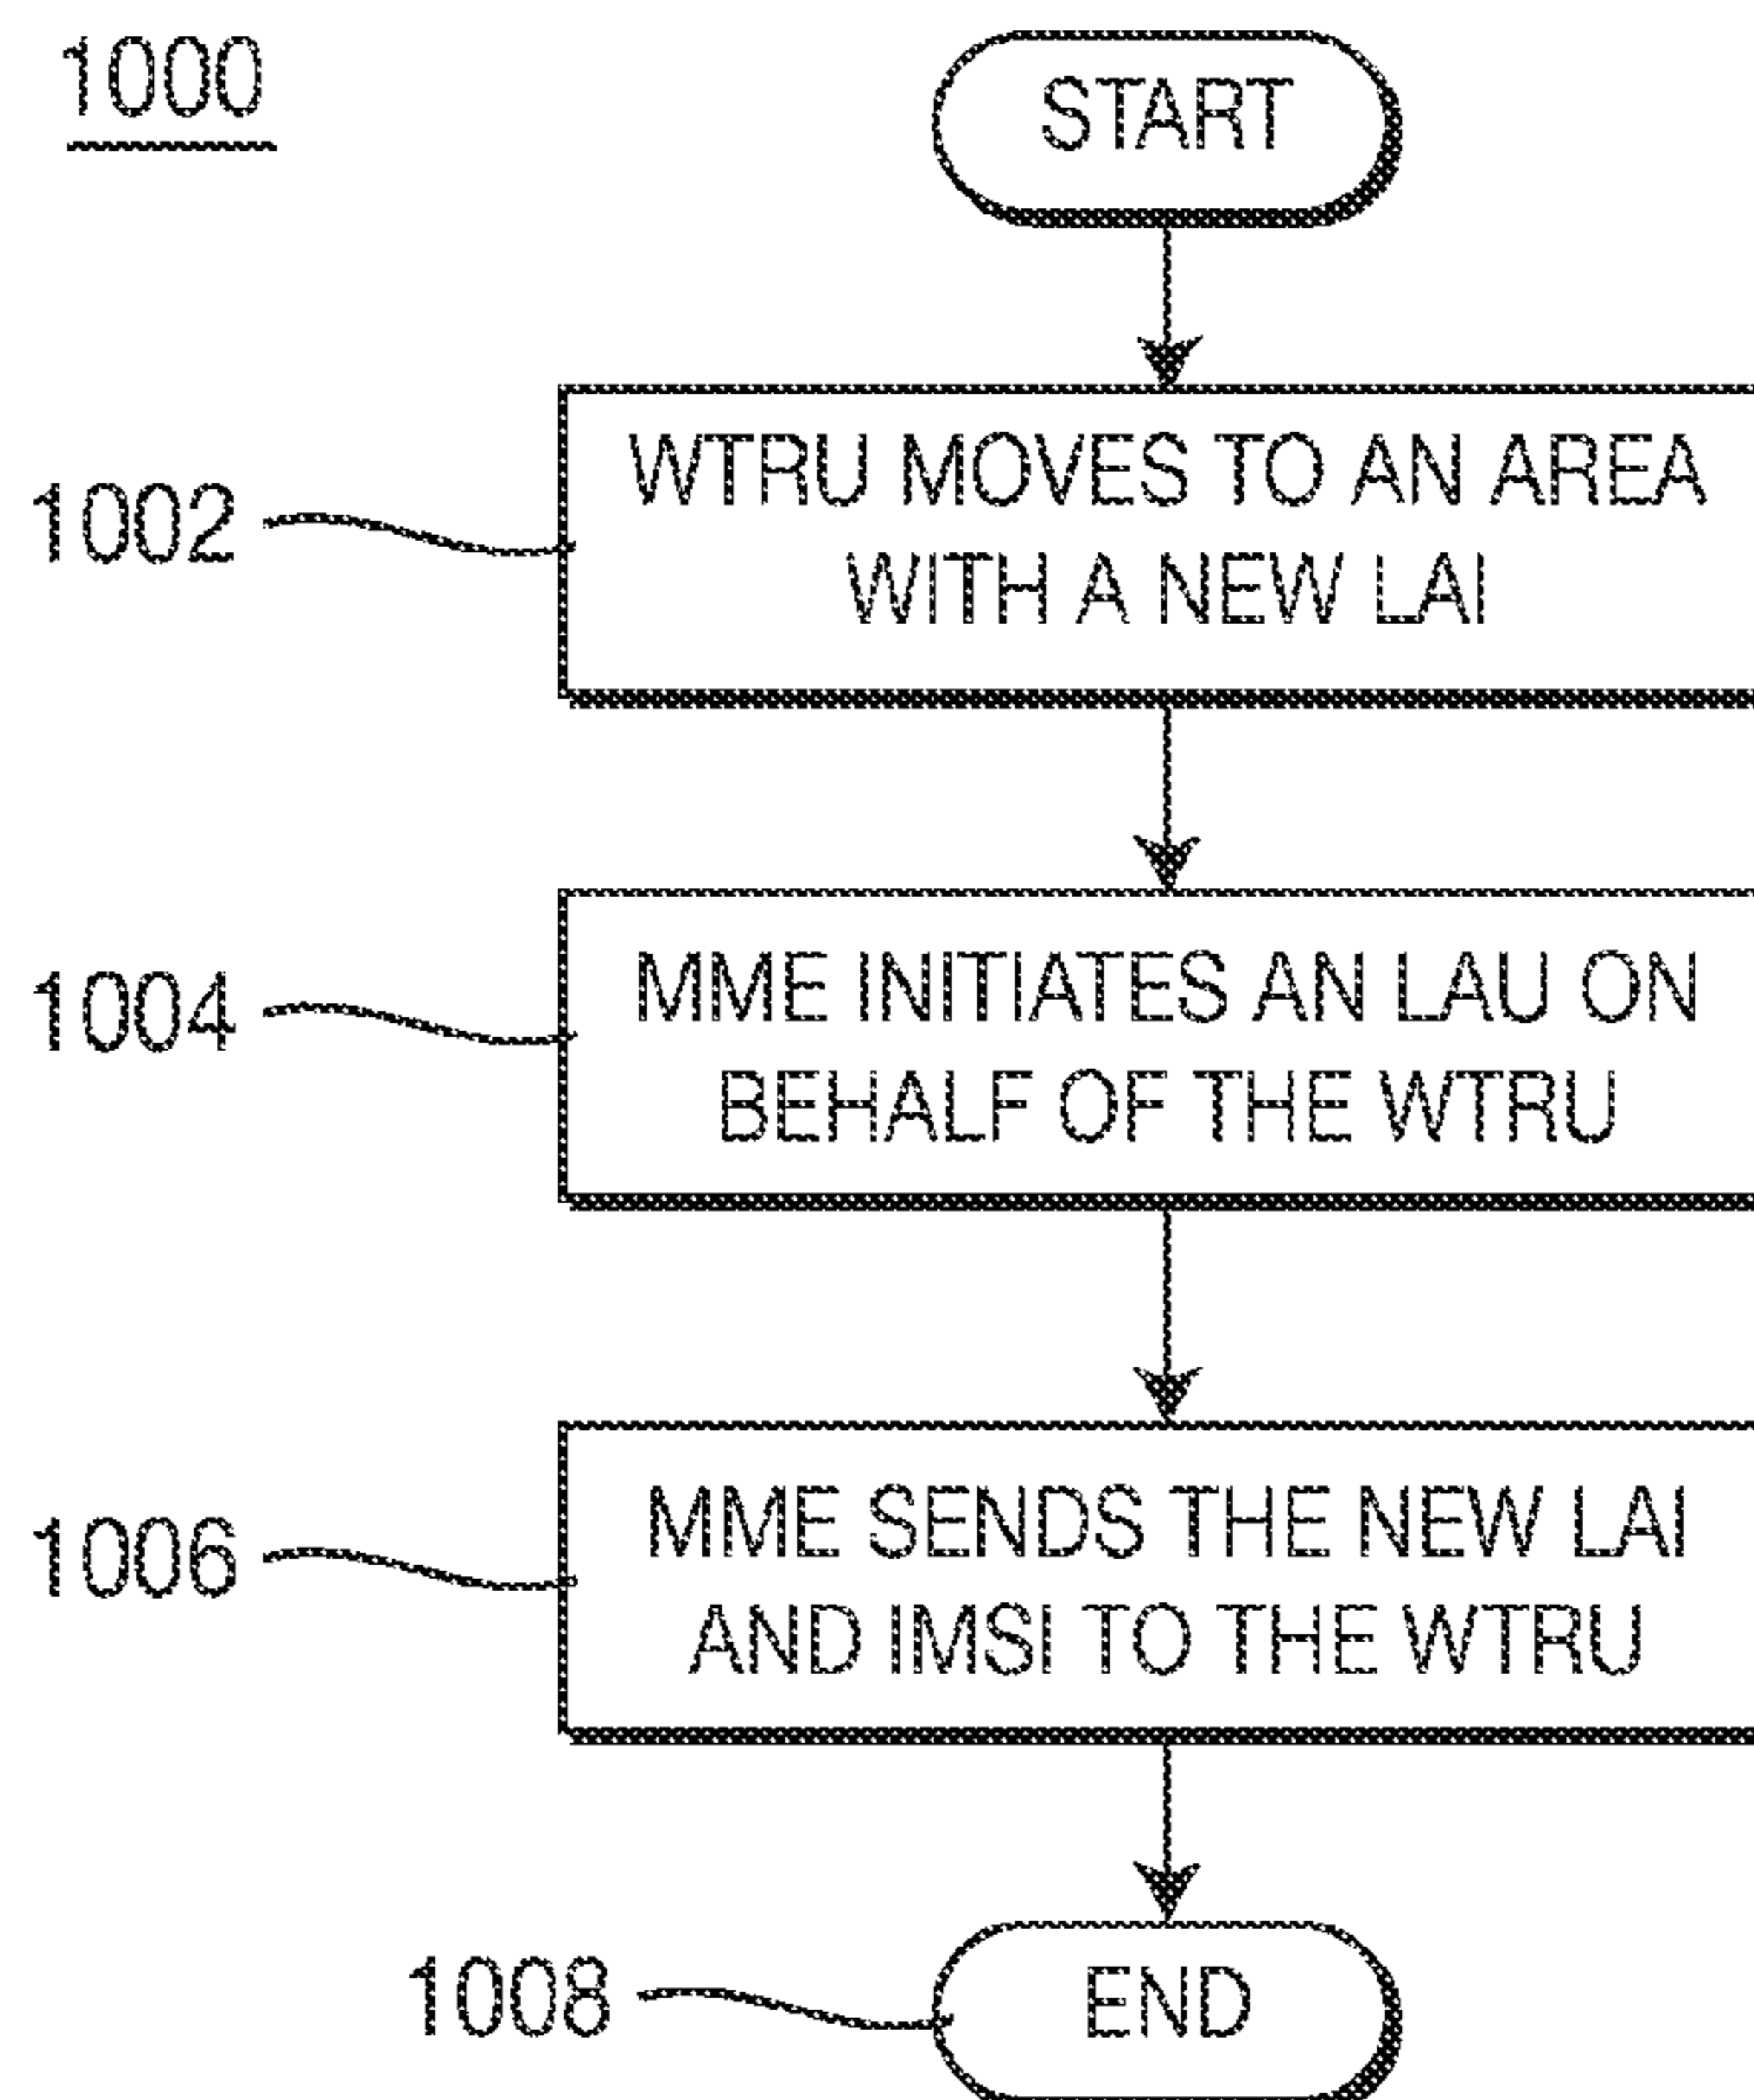 1000
START
1002
WTRU MOVES TO AN AREA
WITH A NEW LAI
1004
MME INITIATES AN LAU ON
BEHALF OF THE WTRU
1006
MME SENDS THE NEW LAI
AND IMSI TO THE WTRU
1008
END